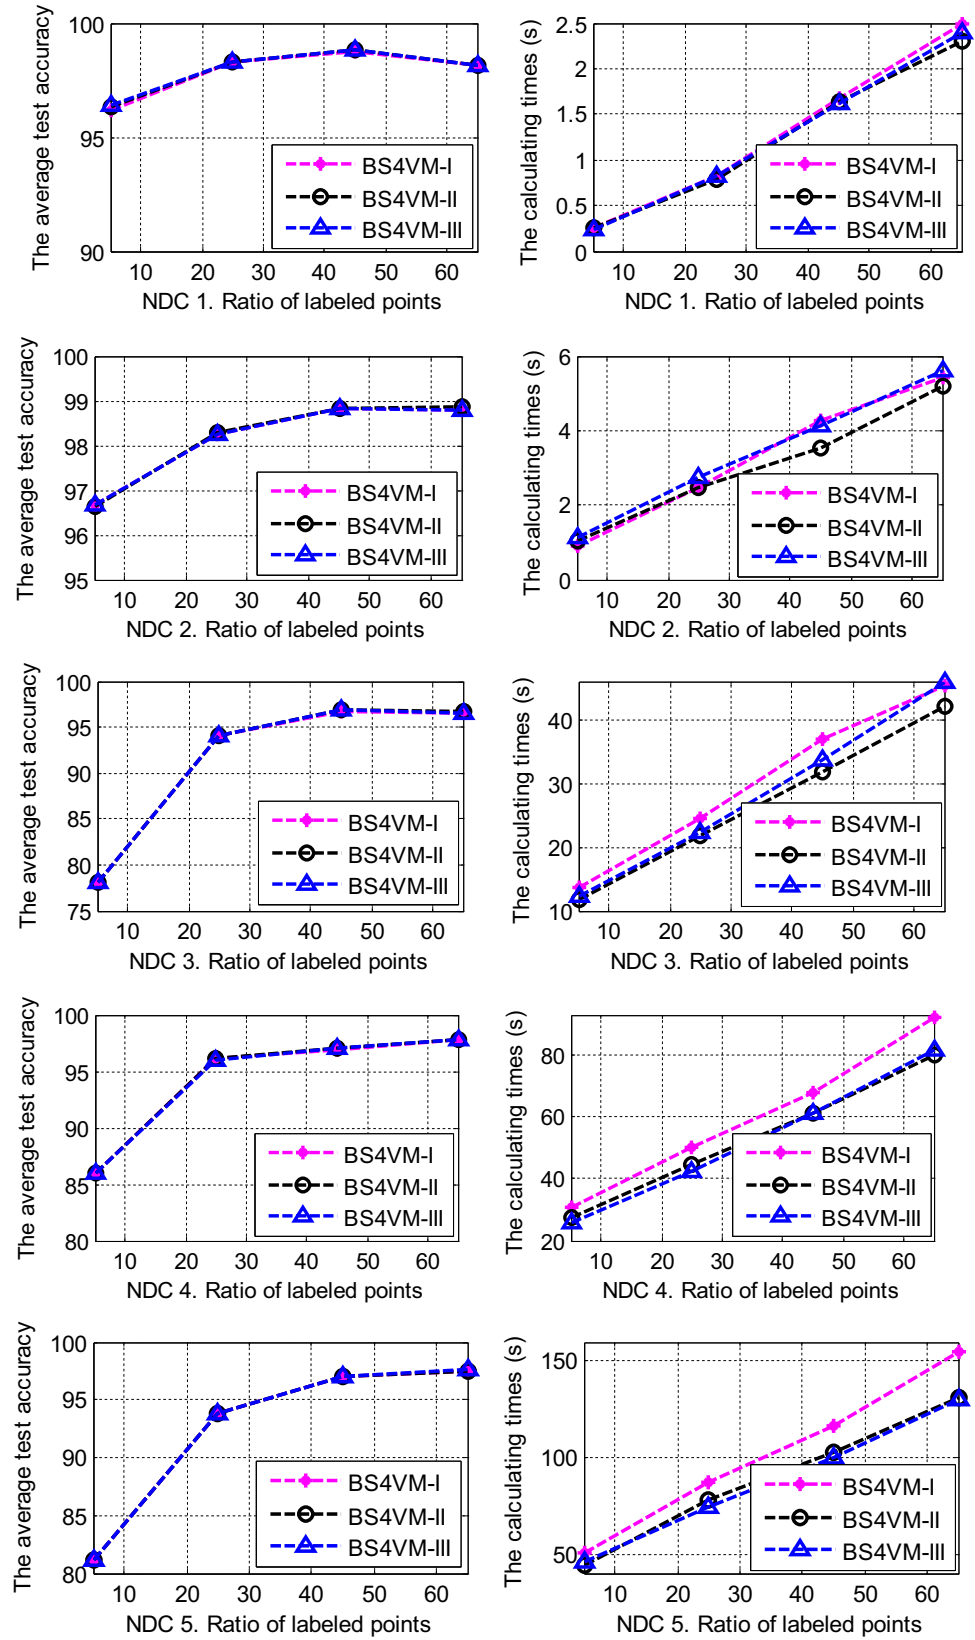 The average test accuracy
100
95
90
10 20 30 40 50 60
BS4VM-I
BS4VM-II
BS4VM-III
NDC 1. Ratio of labeled points
The calculating times (s)
2.5
2
1.5
1
0.5
0
10 20 30 40 50 60
BS4VM-I
BS4VM-II
BS4VM-III
NDC 1. Ratio of labeled points
The average test accuracy
100
99
98
97
96
95
10 20 30 40 50 60
BS4VM-I
BS4VM-II
BS4VM-III
NDC 2. Ratio of labeled points
The calculating times (s)
6
4
2
0
10 20 30 40 50 60
BS4VM-I
BS4VM-II
BS4VM-III
NDC 2. Ratio of labeled points
The average test accuracy
100
95
90
85
80
75
10 20 30 40 50 60
BS4VM-I
BS4VM-II
BS4VM-III
NDC 3. Ratio of labeled points
The calculating times (s)
40
30
20
10
10 20 30 40 50 60
BS4VM-I
BS4VM-II
BS4VM-III
NDC 3. Ratio of labeled points
The average test accuracy
100
95
90
85
80
10 20 30 40 50 60
BS4VM-I
BS4VM-II
BS4VM-III
NDC 4. Ratio of labeled points
The calculating times (s)
80
60
40
20
10 20 30 40 50 60
BS4VM-I
BS4VM-II
BS4VM-III
NDC 4. Ratio of labeled points
The average test accuracy
100
95
90
85
80
10 20 30 40 50 60
BS4VM-I
BS4VM-II
BS4VM-III
NDC 5. Ratio of labeled points
The calculating times (s)
150
100
50
10 20 30 40 50 60
BS4VM-I
BS4VM-II
BS4VM-III
NDC 5. Ratio of labeled points